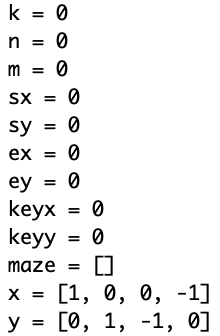 k = 0
n = 0
m = 0
sx = 0
sy = 0
ex = 0
ey = 0
keyx = 0
keyy = 0
maze = []
x = [1, 0, 0, -1]
y = [0, 1, -1, 0]